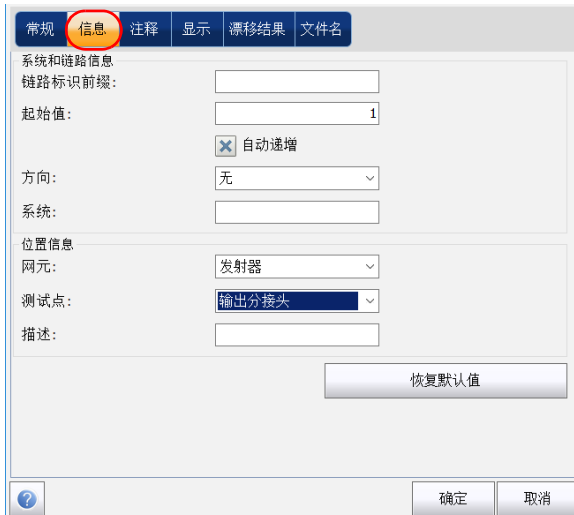 常规 信息 注释 显示 漂移结果 文件名
系统和链路信息
链路标识前缀:
起始值: 1
自动递增
方向: 无
系统:
位置信息
网元: 发射器
测试点: 输出分接头
描述:
恢复默认值
? 确定 取消